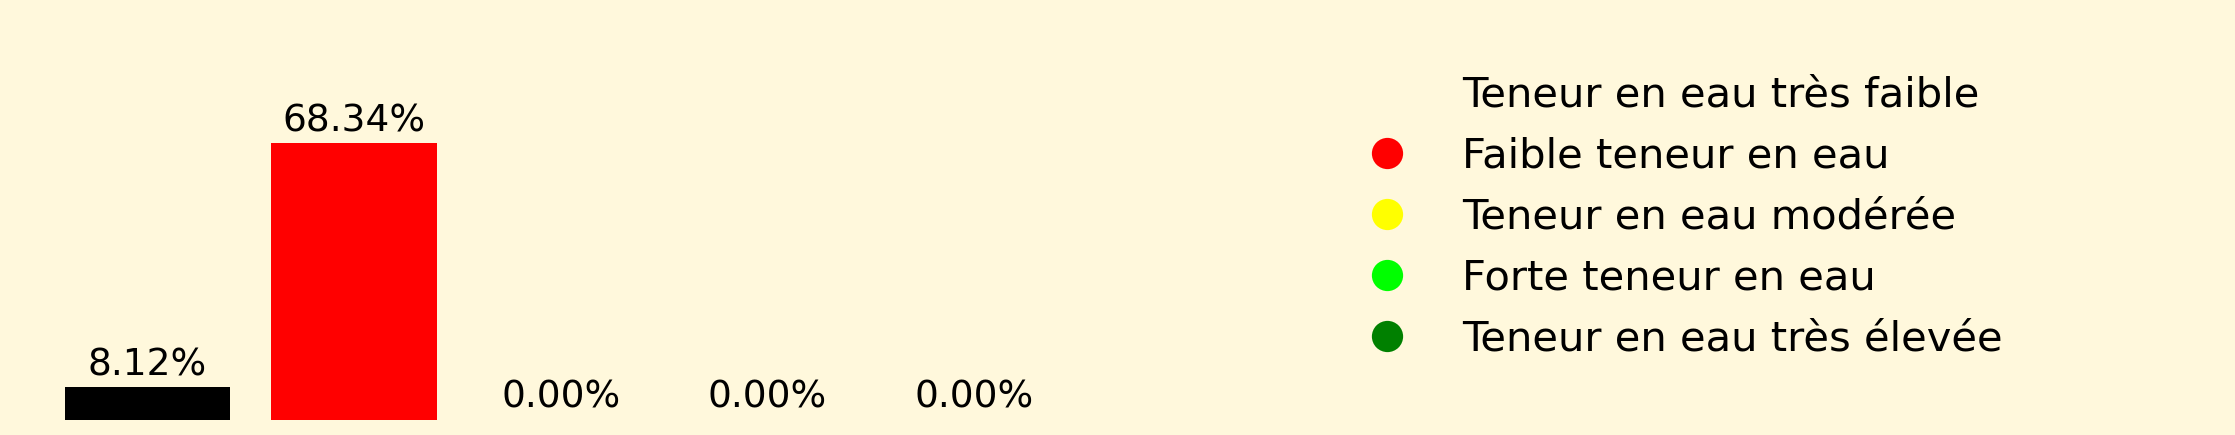 68.34%
8.12%
0.00%
0.00%
0.00%
Teneur en eau très faible
Faible teneur en eau
Teneur en eau modérée
Forte teneur en eau
Teneur en eau très élevée